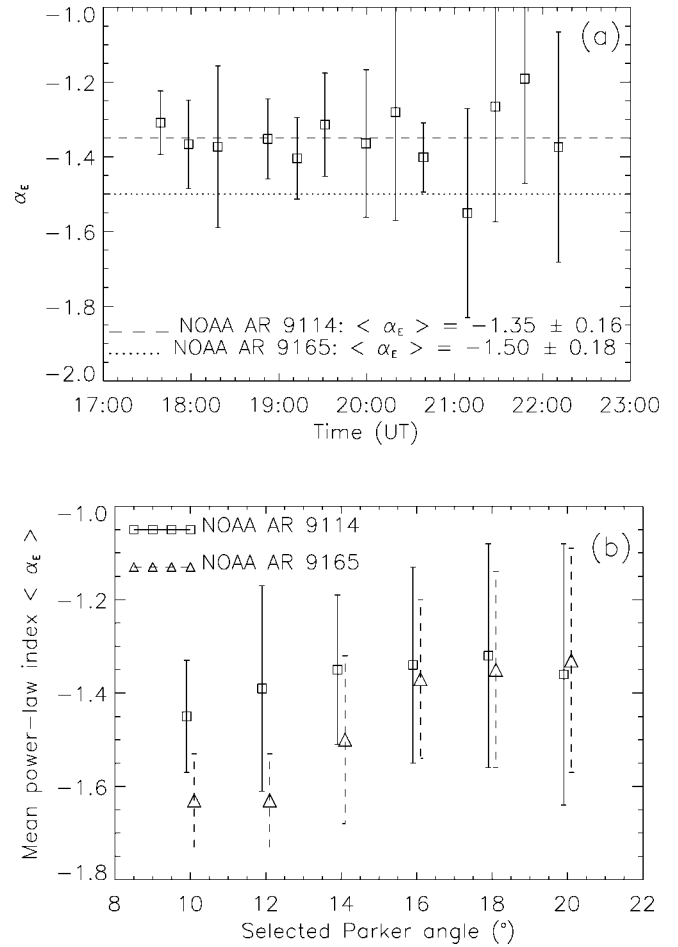 (a)
−1.0
−1.2
−1.4
−1.6
−1.8
−2.0
α_E
NOAA AR 9114: < α_E > = −1.35 ± 0.16
NOAA AR 9165: < α_E > = −1.50 ± 0.18
17:00 18:00 19:00 20:00 21:00 22:00 23:00
Time (UT)
(b)
−1.0
−1.2
−1.4
−1.6
−1.8
Mean power−law index < α_E >
NOAA AR 9114
NOAA AR 9165
8 10 12 14 16 18 20 22
Selected Parker angle (°)